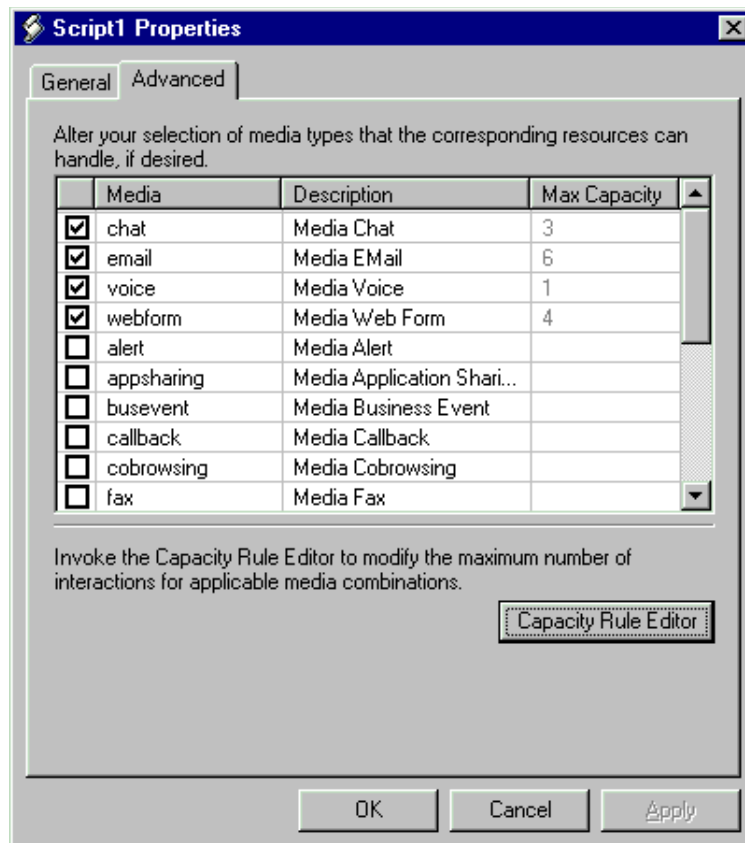 Script1 Properties
General Advanced
Alter your selection of media types that the corresponding resources can
handle, if desired.
Media Description Max Capacity
chat Media Chat 3
email Media EMail 6
voice Media Voice 1
webform Media Web Form 4
alert Media Alert
appsharing Media Application Shari...
busevent Media Business Event
callback Media Callback
cobrowsing Media Cobrowsing
fax Media Fax
Invoke the Capacity Rule Editor to modify the maximum number of
interactions for applicable media combinations.
Capacity Rule Editor
OK Cancel Apply